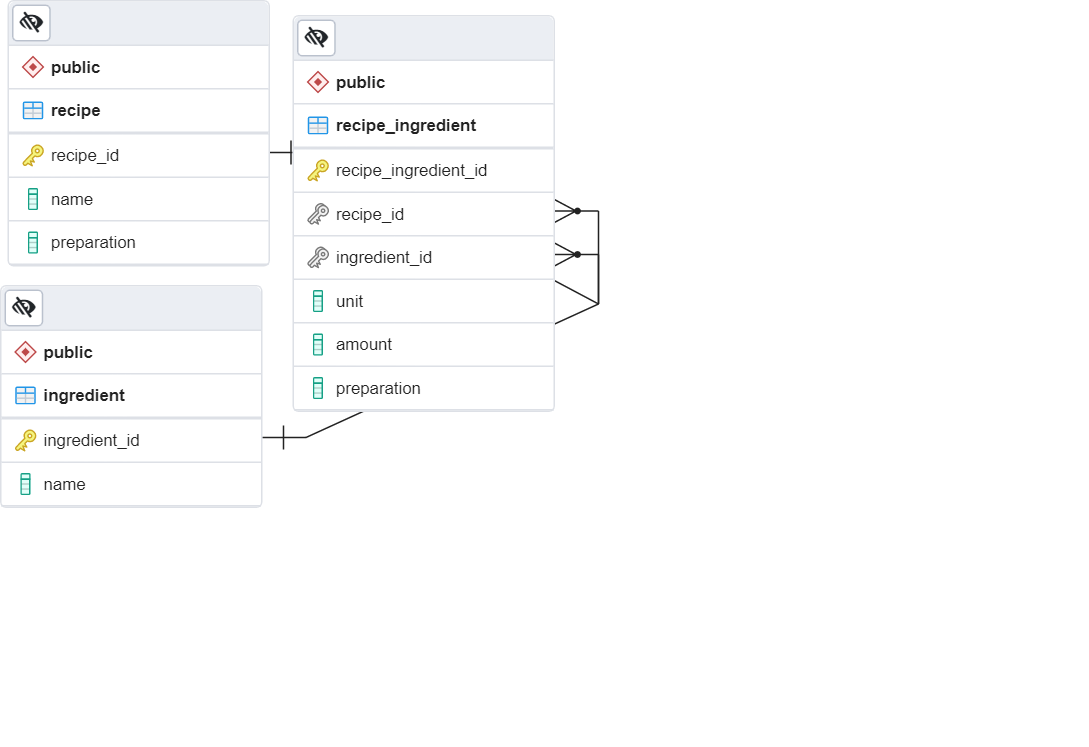 public
recipe
recipe_id
name
preparation
public
recipe_ingredient
recipe_ingredient_id
recipe_id
ingredient_id
unit
amount
preparation
public
ingredient
ingredient_id
name